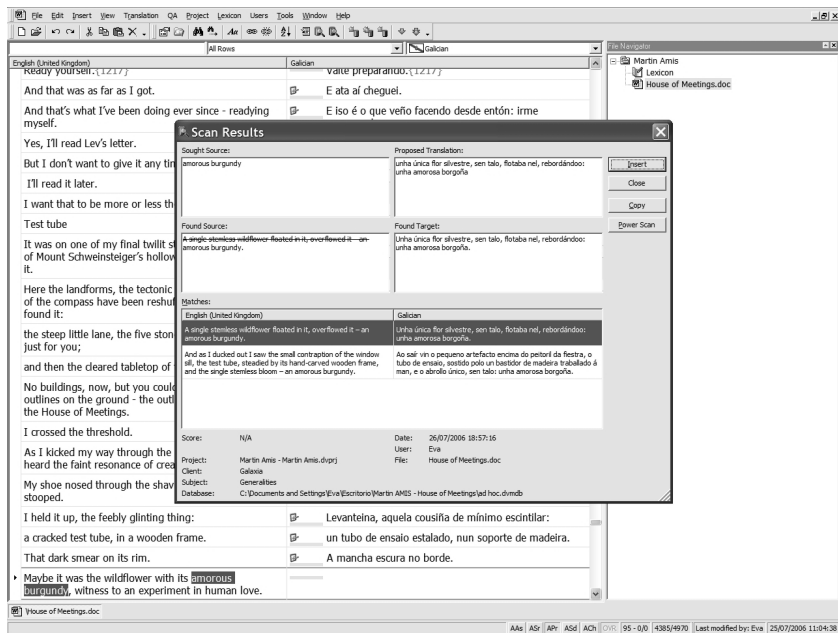 File Edit Insert View Translation QA Project Lexicon Users Tools Window Help
All Rows
Galician
English (United Kingdom)
Galician
Ready yourself.{1217}
Vaite preparando.{1217}
And that was as far as I got.
E ata aí cheguei.
And that's what I've been doing ever since - readying
myself.
E iso é o que veño facendo desde entón: irme
Yes, I'll read Lev's letter.
But I don't want to give it any tin
I'll read it later.
I want that to be more or less th
Test tube
It was on one of my final twilit st
of Mount Schweinsteiger's hollow
it.
Here the landforms, the tectonic
of the compass have been reshuf
found it:
the steep little lane, the five ston
just for you;
and then the cleared tabletop of
No buildings, now, but you could
outlines on the ground - the outl
the House of Meetings.
I crossed the threshold.
As I kicked my way through the
heard the faint resonance of crea
My shoe nosed through the shav
stooped.
I held it up, the feebly glinting thing:
Levanteina, aquela cousiña de mínimo escintilar:
a cracked test tube, in a wooden frame.
un tubo de ensaio estalado, nun soporte de madeira.
That dark smear on its rim.
A mancha escura no borde.
Maybe it was the wildflower with its amorous
burgundy, witness to an experiment in human love.
Scan Results
Sought Source:
amorous burgundy
Proposed Translation:
unha única flor silvestre, sen talo, flotaba nel, rebordándoo:
unha amorosa borgoña
Found Source:
A single stemless wildflower floated in it, overflowed it – an
amorous burgundy.
Found Target:
Unha única flor silvestre, sen talo, flotaba nel, rebordándoo:
unha amorosa borgoña.
Insert
Close
Copy
Power Scan
Matches:
English (United Kingdom)
Galician
A single stemless wildflower floated in it, overflowed it – an
amorous burgundy.
Unha única flor silvestre, sen talo, flotaba nel, rebordándoo:
unha amorosa borgoña.
And as I ducked out I saw the small contraption of the window
sill, the test tube, steadied by its hand-carved wooden frame,
and the single stemless bloom – an amorous burgundy.
Ao saír vin o pequeno artefacto encima do peitoril da fiestra, o
tubo de ensaio, sostido polo un bastidor de madeira traballado á
man, e o abrollo único, sen talo: unha amorosa borgoña.
Score: N/A
Date: 26/07/2006 18:57:16
User: Eva
Project: Martin Amis - Martin Amis.dvprj
File: House of Meetings.doc
Client: Galaxia
Subject: Generalities
Database: C:\Documents and Settings\Eva\Escritorio\Martin AMIS - House of Meetings\ad hoc.dvmdb
File Navigator
Martin Amis
Lexicon
House of Meetings.doc
\House of Meetings.doc
AAs ASr APr ASd ACh OVR 95 - 0/0 4385/4970 Last modified by: Eva 25/07/2006 11:04:38